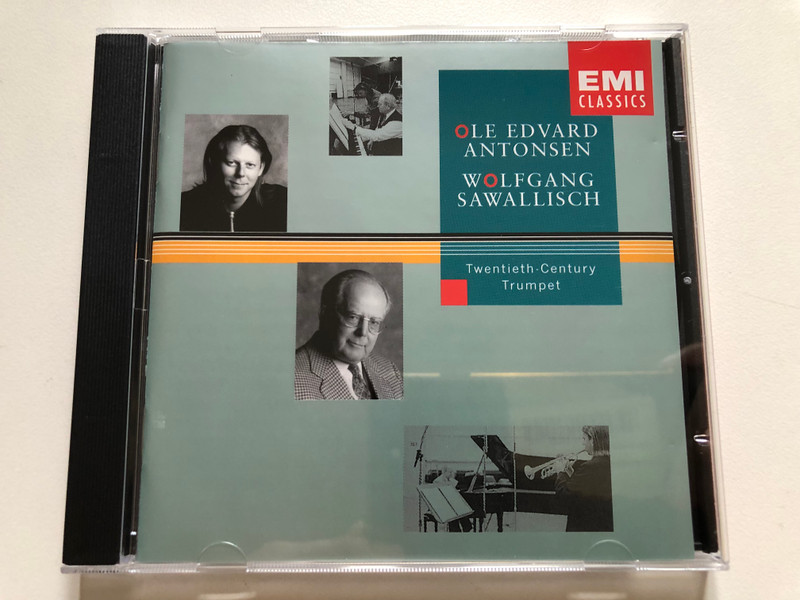 EMI
CLASSICS
OLE EDVARD
ANTONSEN
WOLFGANG
SAWALLISCH
Twentieth-Century
Trumpet